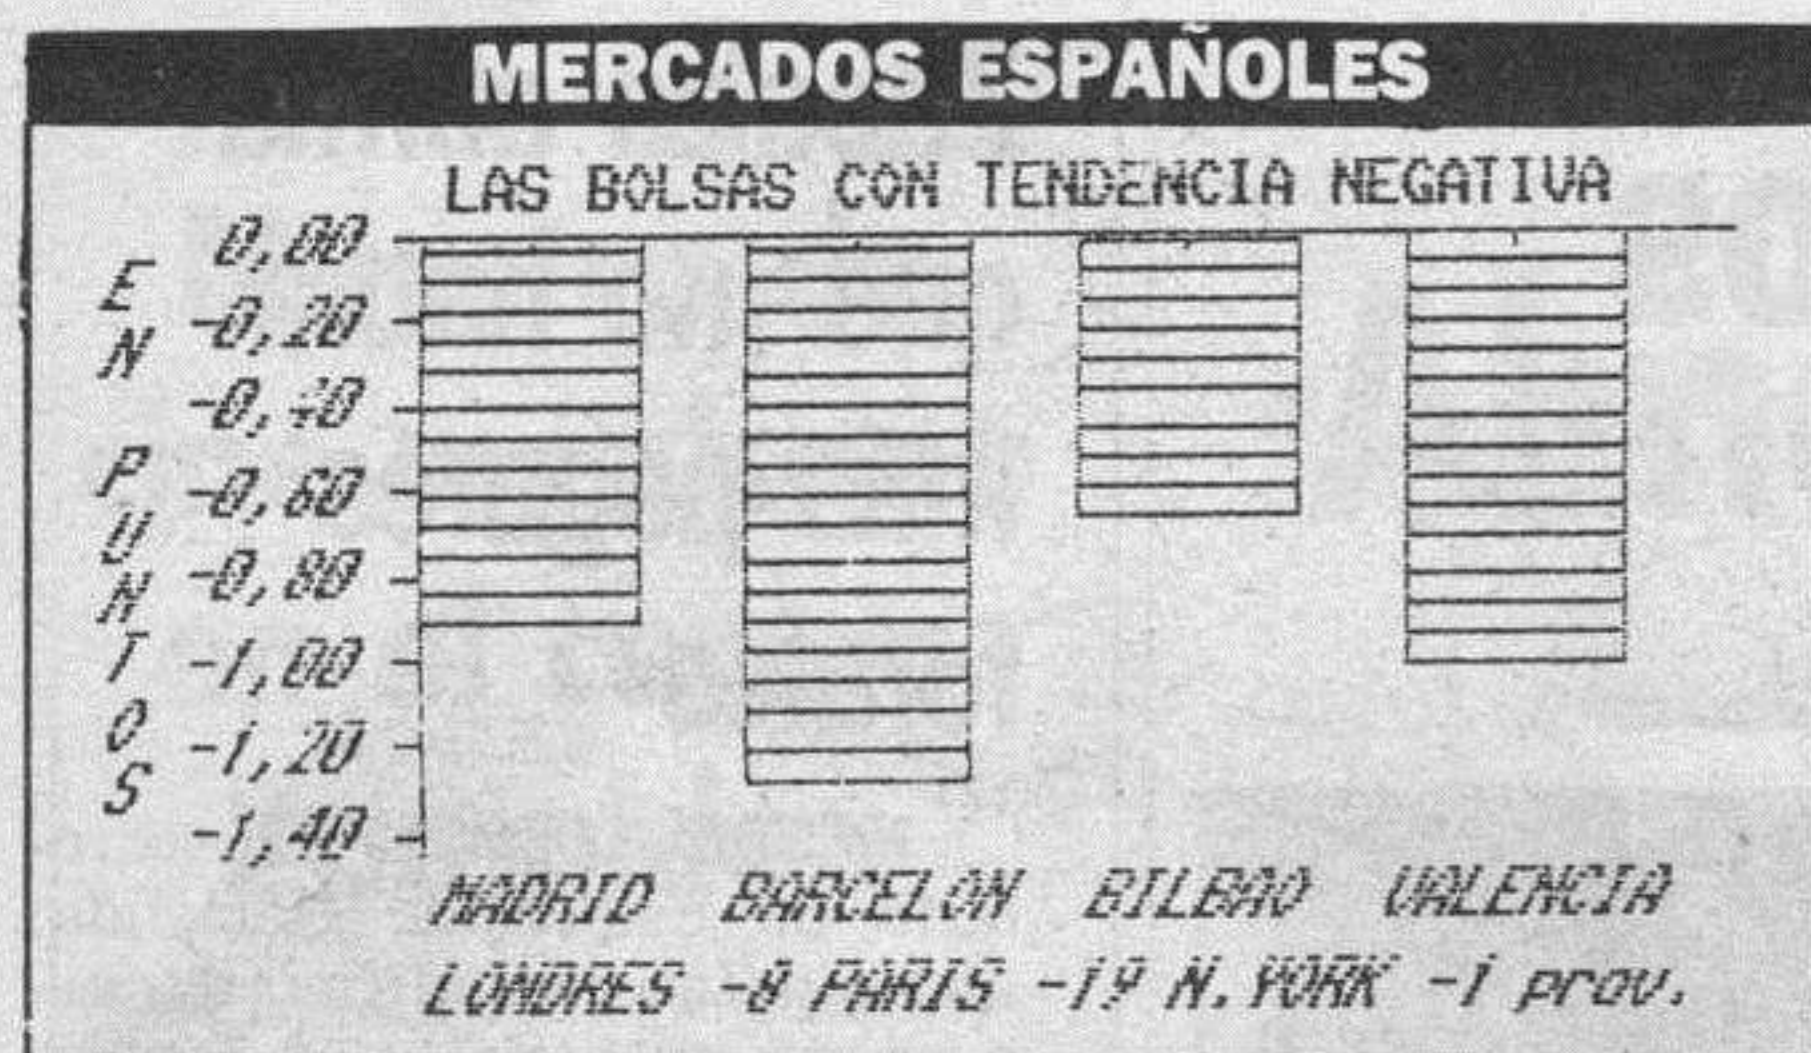 MERCADOS ESPAÑOLES
LAS BOLSAS CON TENDENCIA NEGATIVA
EN PUNTOS
0,00
-0,20
-0,40
-0,60
-0,80
-1,00
-1,20
-1,40
MADRID BARCELON BILBAO VALENCIA
LONDRES -8 PARIS -19 N.YORK -1 prov.